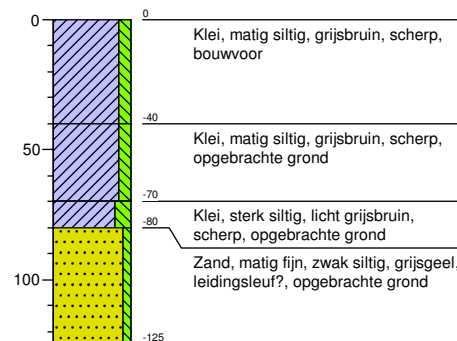 0
0
Klei, matig siltig, grijsbruin, scherp,
bouwvoor
-40
Klei, matig siltig, grijsbruin, scherp,
opgebrachte grond
50
-70
Klei, sterk siltig, licht grijsbruin,
scherp, opgebrachte grond
-80
Zand, matig fijn, zwak siltig, grijsgeel,
leidingsleuf?, opgebrachte grond
100
-125